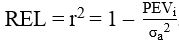 REL = r² = 1 − PEVᵢ/σₐ²